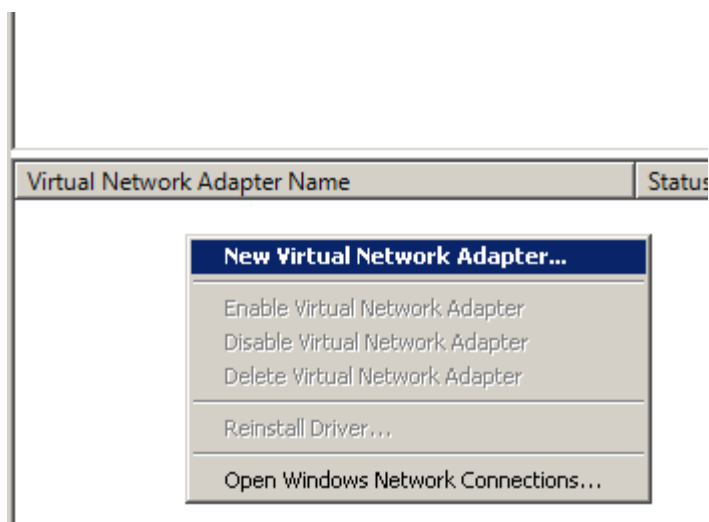 Virtual Network Adapter Name Status
New Virtual Network Adapter...
Enable Virtual Network Adapter
Disable Virtual Network Adapter
Delete Virtual Network Adapter
Reinstall Driver...
Open Windows Network Connections...